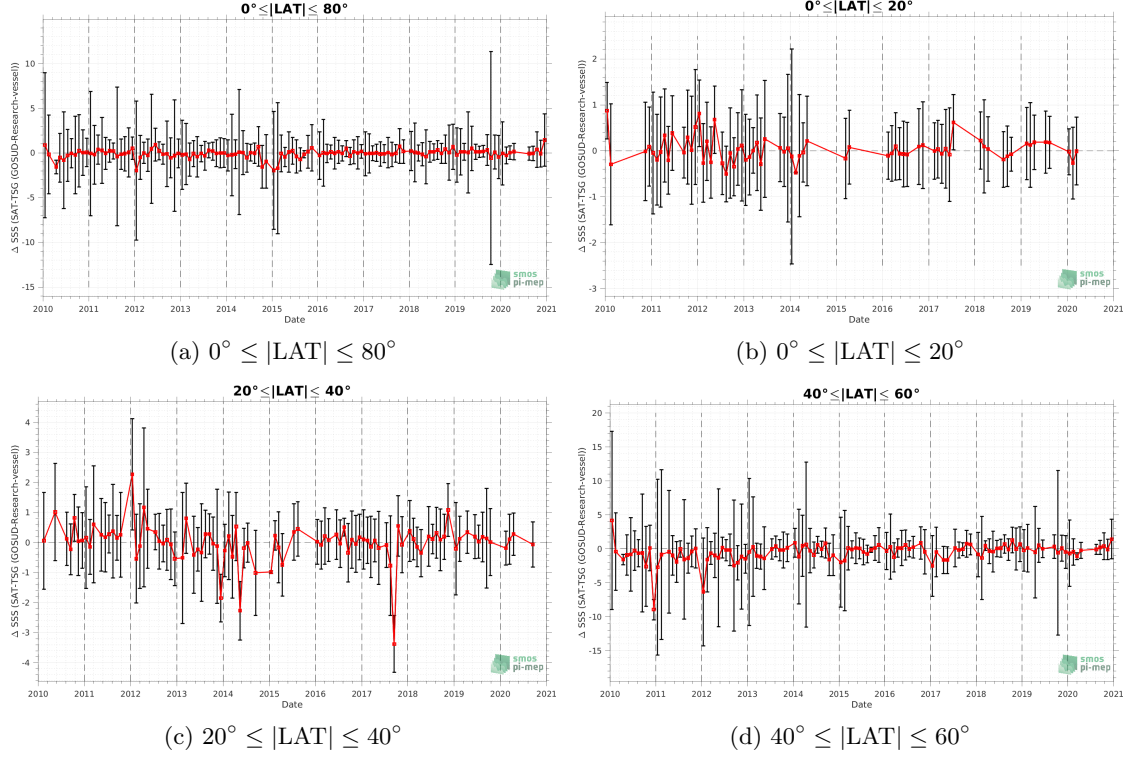 0°≤|LAT|≤ 80°
Δ SSS (SAT-TSG (GOSUD-Research-vessel))
10
5
0
-5
-10
-15
2010 2011 2012 2013 2014 2015 2016 2017 2018 2019 2020 2021
Date
smos
pi-mep
(a) 0° ≤ |LAT| ≤ 80°
0°≤|LAT|≤ 20°
Δ SSS (SAT-TSG (GOSUD-Research-vessel))
2
1
0
-1
-2
-3
2010 2011 2012 2013 2014 2015 2016 2017 2018 2019 2020 2021
Date
smos
pi-mep
(b) 0° ≤ |LAT| ≤ 20°
20°≤|LAT|≤ 40°
Δ SSS (SAT-TSG (GOSUD-Research-vessel))
4
3
2
1
0
-1
-2
-3
-4
2010 2011 2012 2013 2014 2015 2016 2017 2018 2019 2020 2021
Date
smos
pi-mep
(c) 20° ≤ |LAT| ≤ 40°
40°≤|LAT|≤ 60°
Δ SSS (SAT-TSG (GOSUD-Research-vessel))
20
15
10
5
0
-5
-10
-15
2010 2011 2012 2013 2014 2015 2016 2017 2018 2019 2020 2021
Date
smos
pi-mep
(d) 40° ≤ |LAT| ≤ 60°